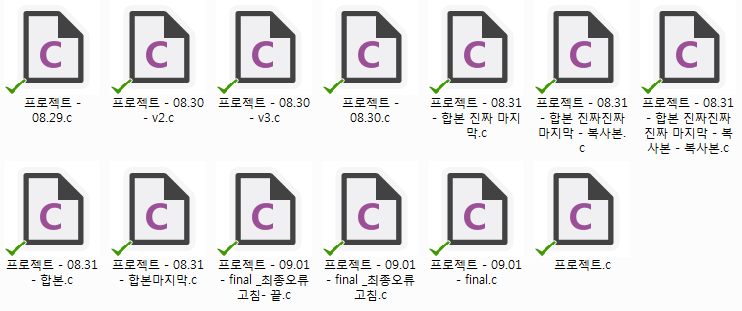 C C C C C C C
프로젝트 - 08.29.c
프로젝트 - 08.30 - v2.c
프로젝트 - 08.30 - v3.c
프로젝트 - 08.30.c
프로젝트 - 08.31 - 합본 진짜 마지막.c
프로젝트 - 08.31 - 합본 진짜진짜 마지막 - 복사본.c
프로젝트 - 08.31 - 합본 진짜진짜진짜 마지막 - 복사본 - 복사본.c
C C C C C C
프로젝트 - 08.31 - 합본.c
프로젝트 - 08.31 - 합본마지막.c
프로젝트 - 09.01 - final _최종오류고침- 끝.c
프로젝트 - 09.01 - final _최종오류고침.c
프로젝트 - 09.01 - final.c
프로젝트.c